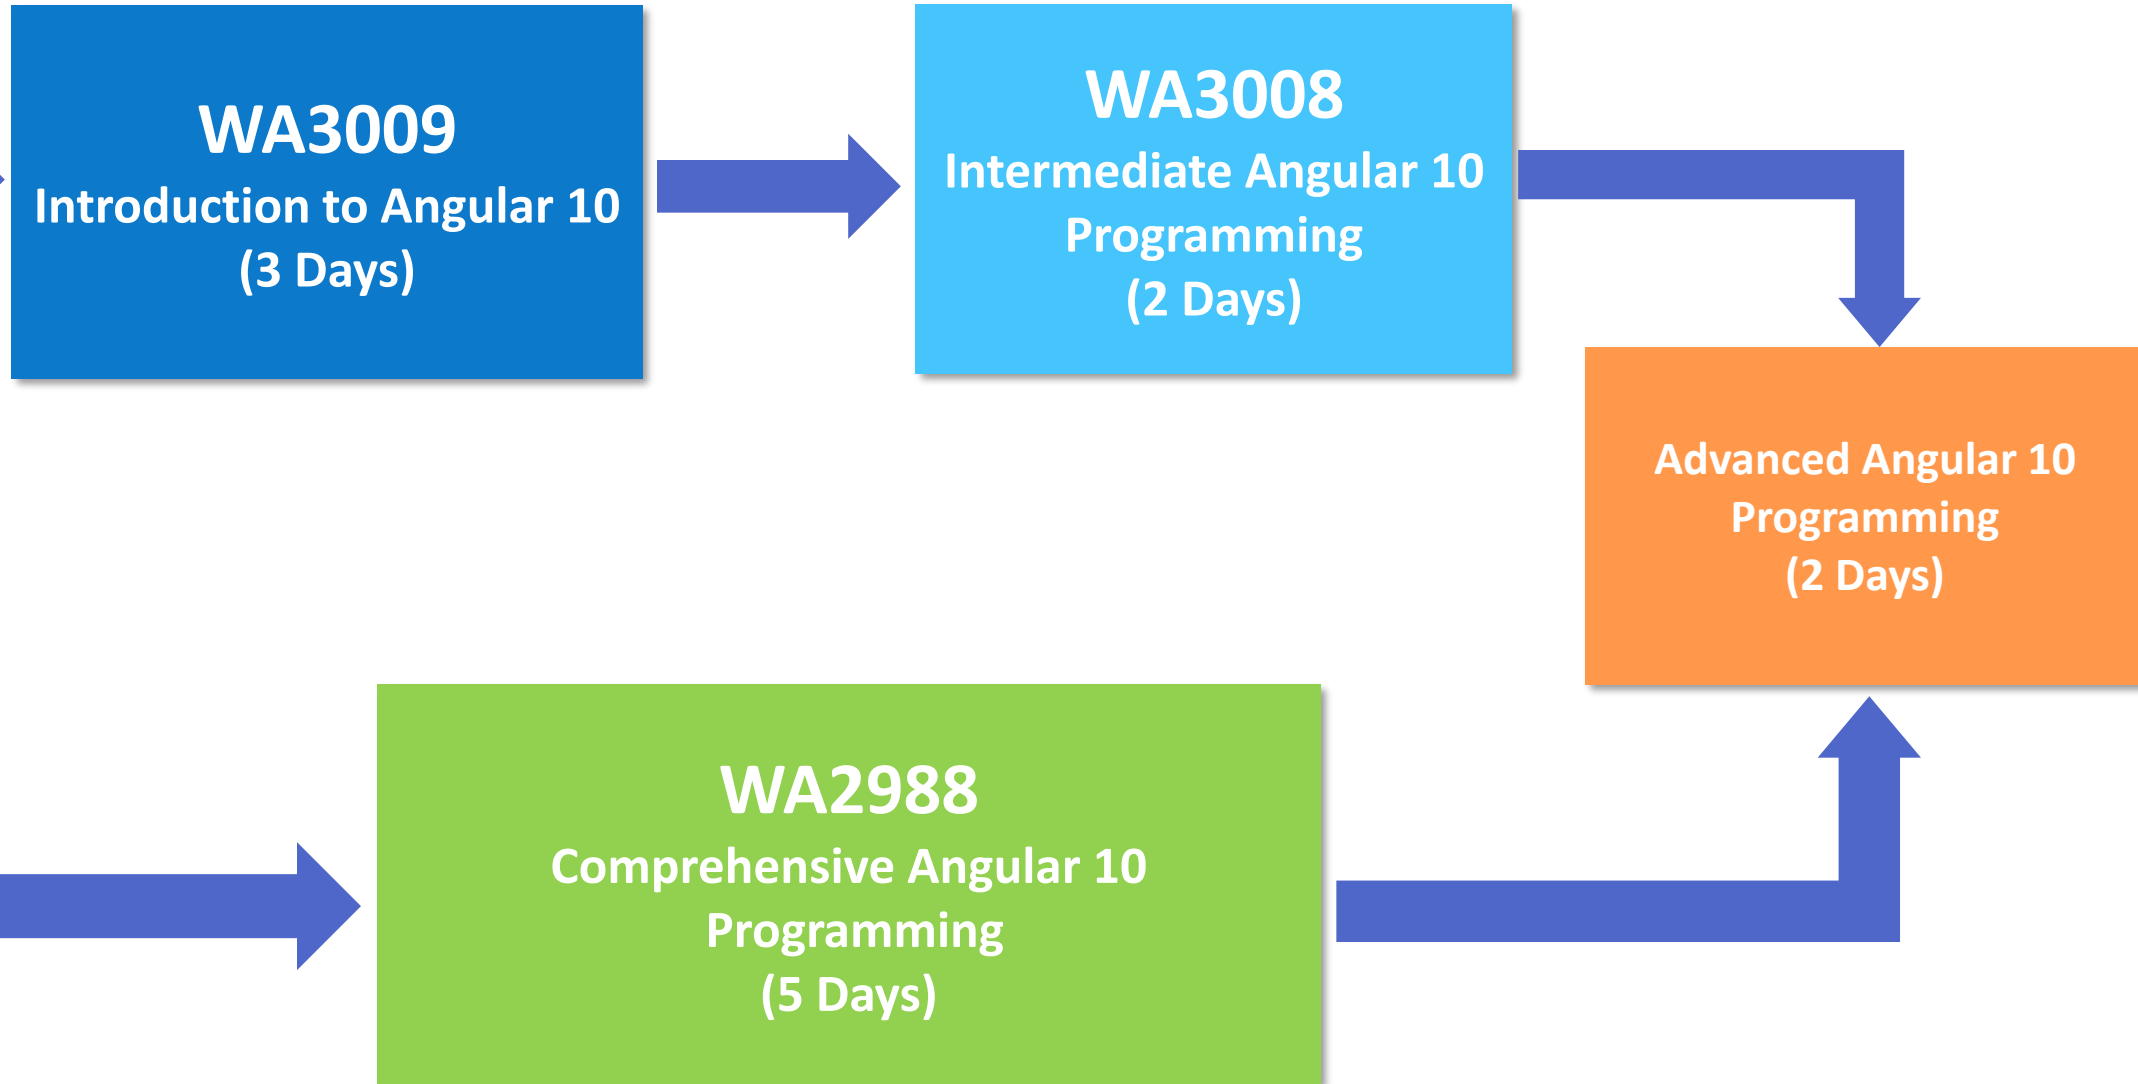 WA3009
Introduction to Angular 10
(3 Days)
WA3008
Intermediate Angular 10
Programming
(2 Days)
Advanced Angular 10
Programming
(2 Days)
WA2988
Comprehensive Angular 10
Programming
(5 Days)